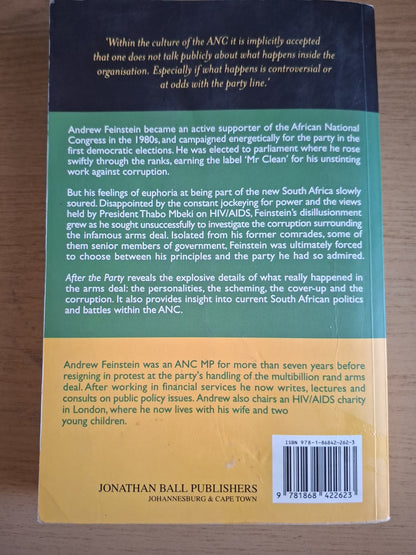 'Within the culture of the ANC it is implicitly accepted
that one does not talk publicly about what happens inside the
organisation. Especially if what happens is controversial or
at odds with the party line.'
Andrew Feinstein became an active supporter of the African National
Congress in the 1980s, and campaigned energetically for the party in the
first democratic elections. He was elected to parliament where he rose
swiftly through the ranks, earning the label 'Mr Clean' for his unstinting
work against corruption.
But his feelings of euphoria at being part of the new South Africa slowly
soured. Disappointed by the constant jockeying for power and the views
held by President Thabo Mbeki on HIV/AIDS, Feinstein's disillusionment
grew as he sought unsuccessfully to investigate the corruption surrounding
the infamous arms deal. Isolated from his former comrades, some of
them senior members of government, Feinstein was ultimately forced
to choose between his principles and the party he had so admired.
After the Party reveals the explosive details of what really happened in
the arms deal: the personalities, the scheming, the cover-up and the
corruption. It also provides insight into current South African politics
and battles within the ANC.
Andrew Feinstein was an ANC MP for more than seven years before
resigning in protest at the party's handling of the multibillion rand arms
deal. After working in financial services he now writes, lectures and
consults on public policy issues. Andrew also chairs an HIV/AIDS charity
in London, where he now lives with his wife and two
young children.
ISBN 978-1-86842-262-3
9 781868 422623
JONATHAN BALL PUBLISHERS
JOHANNESBURG & CAPE TOWN